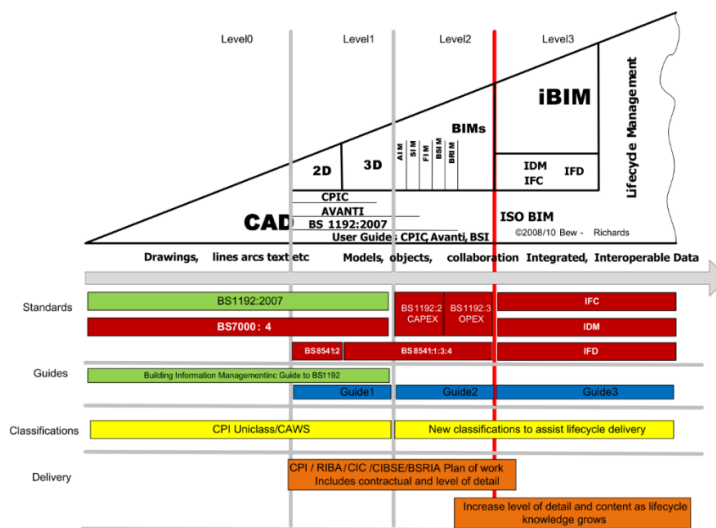 Level0 Level1 Level2 Level3
iBIM
BIMs
Lifecycle Management
2D 3D
AIM
SIM
FIM
BSIM
BRIM
IDM
IFC
IFD
CPIC
AVANTI
CAD BS 1192:2007
ISO BIM
User Guides CPIC, Avanti, BSI
©2008/10 Bew - Richards
Drawings, lines arcs text etc Models, objects, collaboration Integrated, Interoperable Data
Standards
BS1192:2007
BS7000: 4
BS1192:2
CAPEX
BS1192:3
OPEX
IFC
IDM
BS8541:2 BS8541:1:3:4 IFD
Guides
Building Information Managementinc Guide to BS1192
Guide1 Guide2 Guide3
Classifications
CPI Uniclass/CAWS New classifications to assist lifecycle delivery
Delivery
CPI / RIBA/CIC /CIBSE/BSRIA Plan of work
Includes contractual and level of detail
Increase level of detail and content as lifecycle
knowledge grows